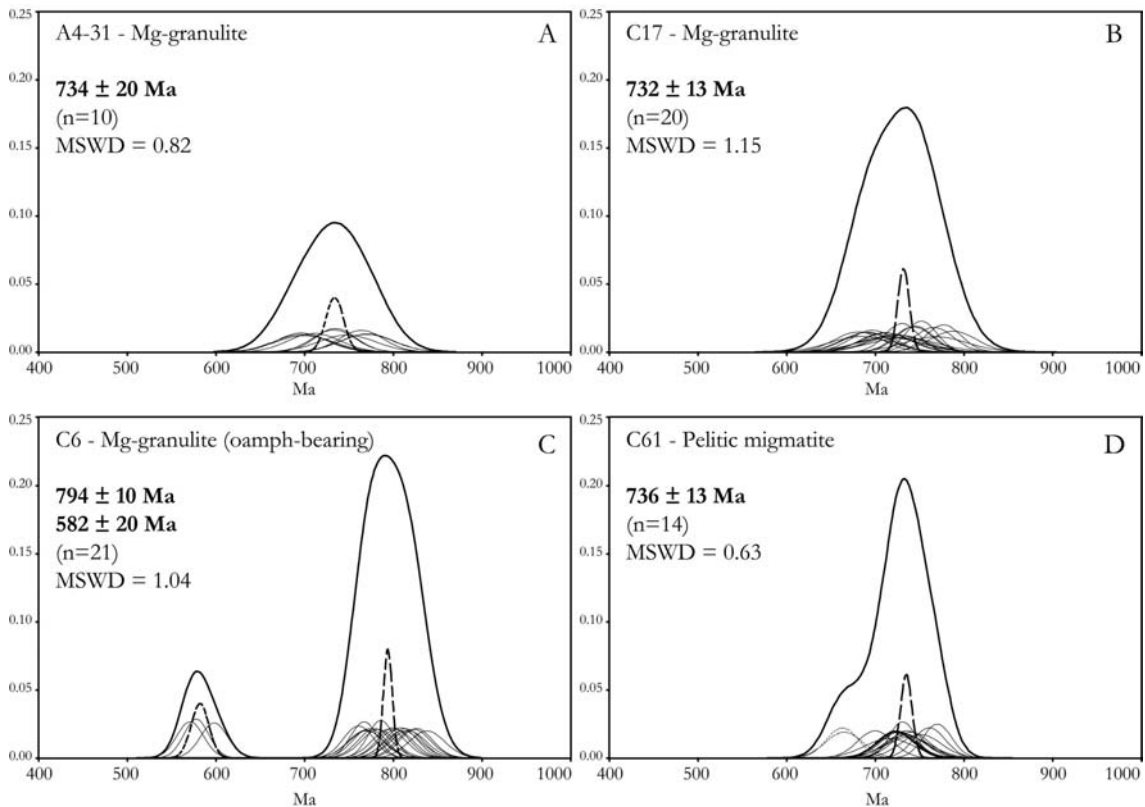 0.25
A4-31 - Mg-granulite
A
0.20
734 ± 20 Ma
(n=10)
0.15
MSWD = 0.82
0.10
0.05
0.00
400 500 600 700 800 900 1000
Ma
0.25
C17 - Mg-granulite
B
0.20
732 ± 13 Ma
(n=20)
0.15
MSWD = 1.15
0.10
0.05
0.00
400 500 600 700 800 900 1000
Ma
0.25
C6 - Mg-granulite (oamph-bearing)
C
0.20
794 ± 10 Ma
582 ± 20 Ma
(n=21)
0.15
MSWD = 1.04
0.10
0.05
0.00
400 500 600 700 800 900 1000
Ma
0.25
C61 - Pelitic migmatite
D
0.20
736 ± 13 Ma
(n=14)
0.15
MSWD = 0.63
0.10
0.05
0.00
400 500 600 700 800 900 1000
Ma